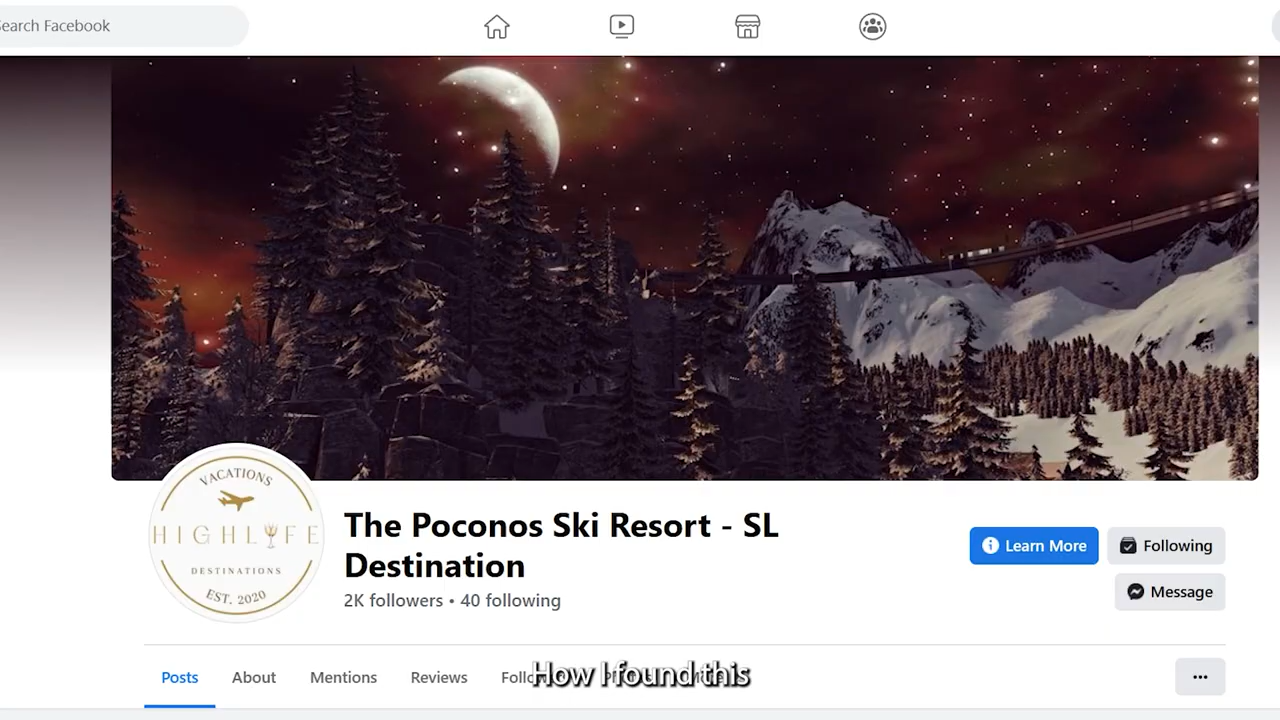 Search Facebook
VACATIONS
HIGHLIFE
DESTINATIONS
EST. 2020
The Poconos Ski Resort - SL
Destination
2K followers • 40 following
Learn More
Following
Message
Posts
About
Mentions
Reviews
How I found this